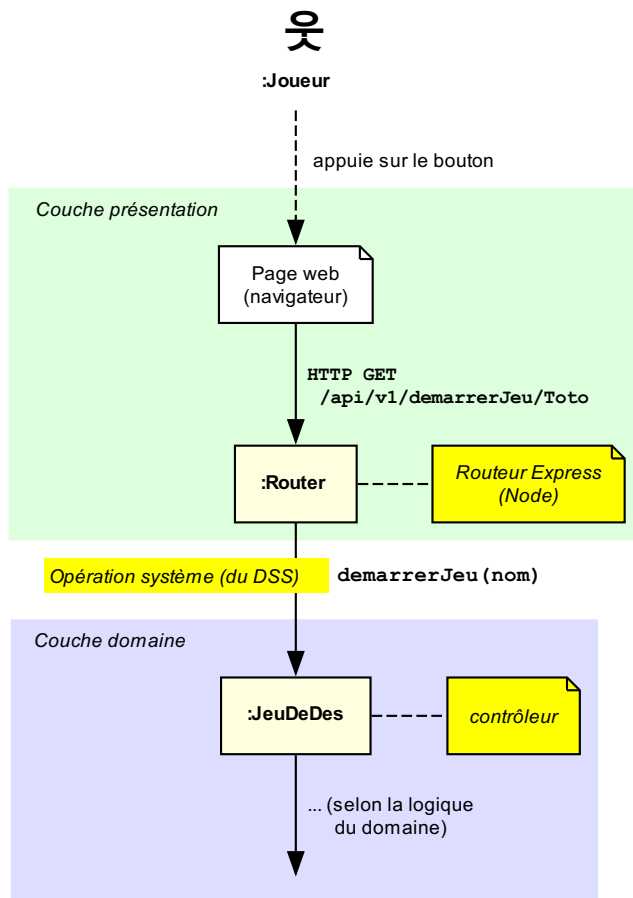 웃
:Joueur
appuie sur le bouton
Couche présentation
Page web
(navigateur)
HTTP GET
/api/v1/demarrerJeu/Toto
:Router
Routeur Express
(Node)
Opération système (du DSS)
demarrerJeu(nom)
Couche domaine
:JeuDeDes
contrôleur
... (selon la logique
du domaine)